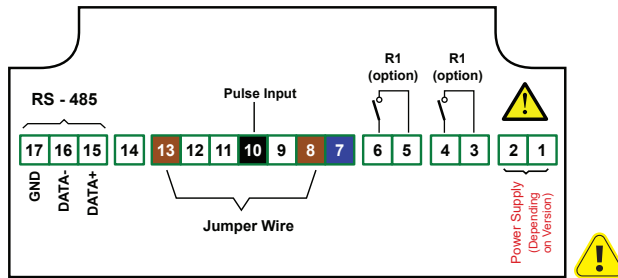 R1
(option)
R1
(option)
RS - 485
Pulse Input
17 16 15 14 13 12 11 10 9 8 7 6 5 4 3 2 1
GND
DATA-
DATA+
Jumper Wire
Power Supply
(Depending
on Version)